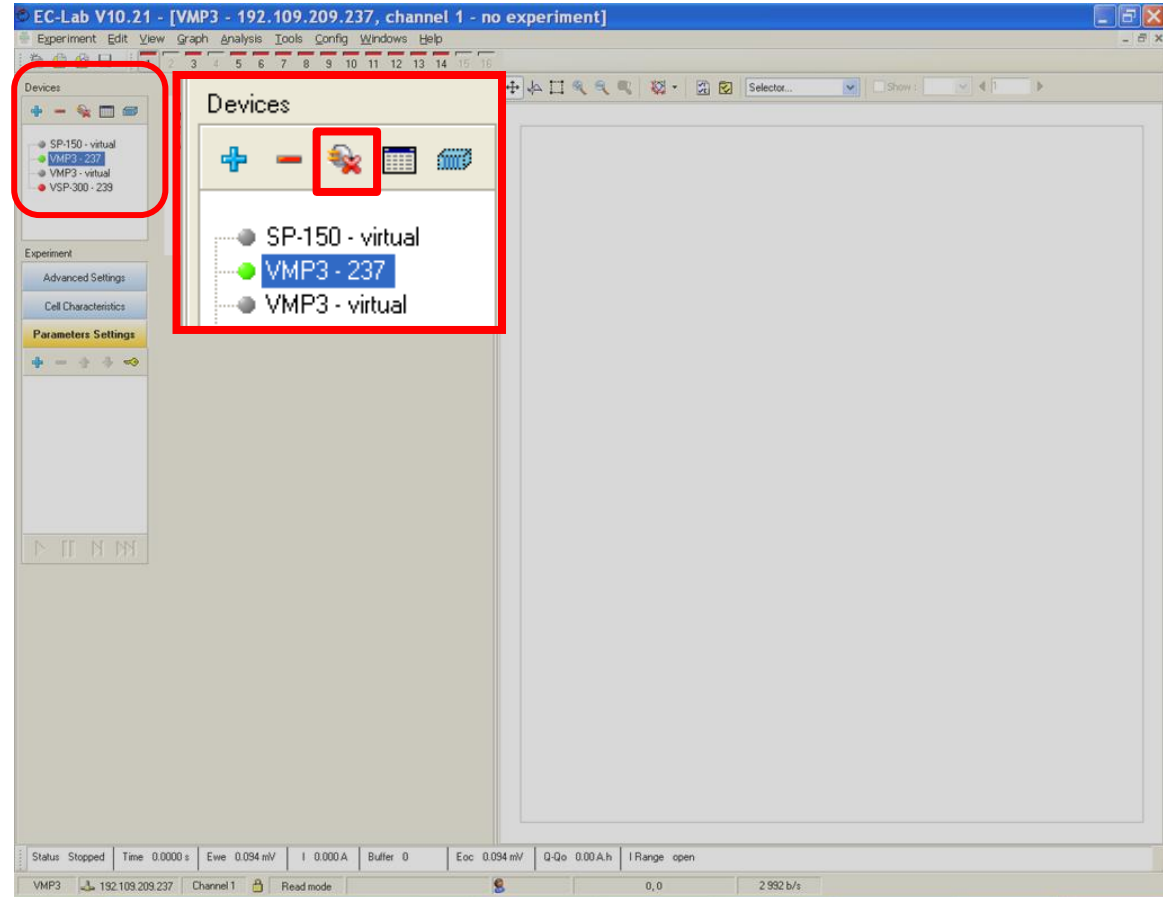 EC-Lab V10.21 - [VMP3 - 192.109.209.237, channel 1 - no experiment]
Experiment Edit View Graph Analysis Tools Config Windows Help
1 2 3 4 5 6 7 8 9 10 11 12 13 14 15 16
Devices
Selector... Show: 1
SP-150 - virtual
VMP3 - 237
VMP3 - virtual
VSP-300 - 239
Devices
SP-150 - virtual
VMP3 - 237
VMP3 - virtual
Experiment
Advanced Settings
Cell Characteristics
Parameters Settings
Status Stopped Time 0.0000 s Ewe 0.094 mV I 0.000 A Buffer 0 Eoc 0.094 mV Q-Qo 0.00 A.h I Range open
VMP3 192.109.209.237 Channel 1 Read mode 0, 0 2 992 b/s